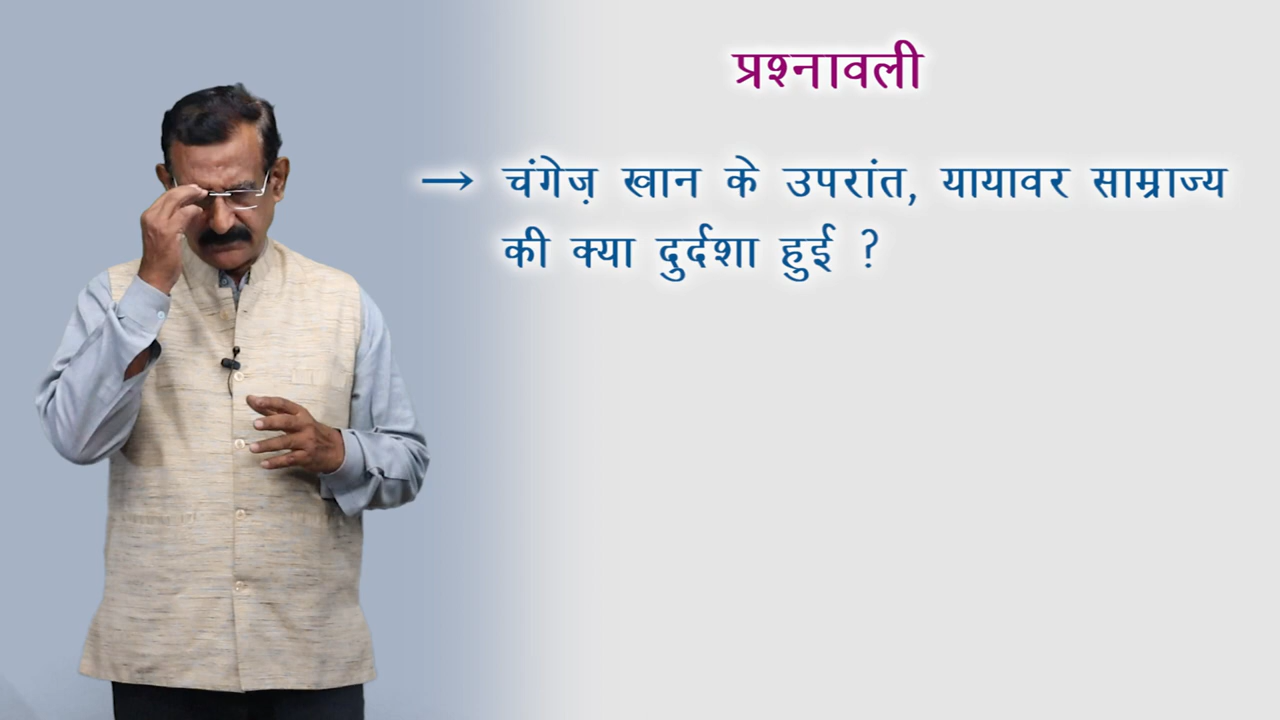 प्रश्नावली
→ चंगेज़ खान के उपरांत, यायावर साम्राज्य
की क्या दुर्दशा हुई ?